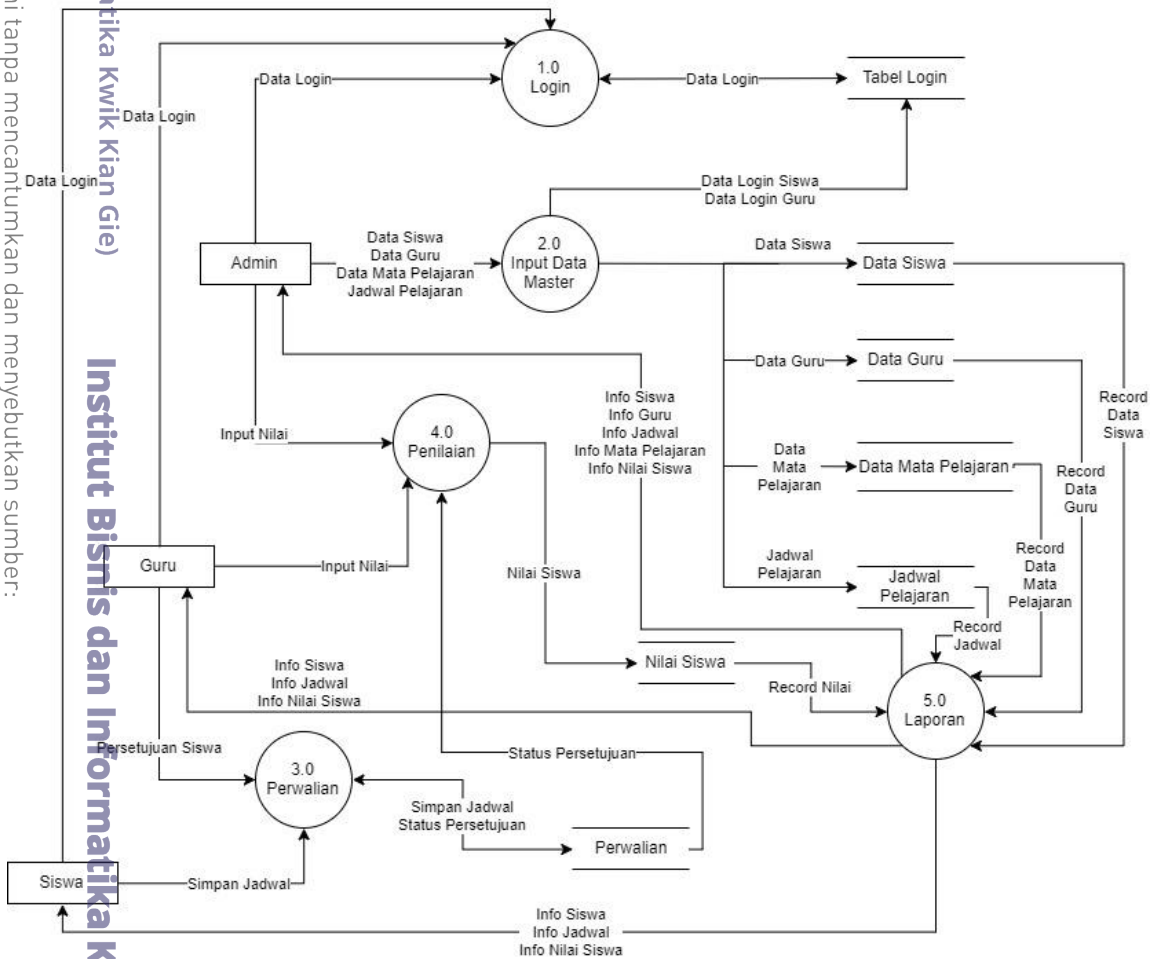 1.0
Login
Data Login
Data Login
Tabel Login
Data Login
Data Login
Data Login Siswa
Data Login Guru
Admin
Data Siswa
Data Guru
Data Mata Pelajaran
Jadwal Pelajaran
2.0
Input Data
Master
Data Siswa
Data Siswa
Data Guru
Data Guru
Record
Data
Siswa
Info Siswa
Info Guru
Info Jadwal
Info Mata Pelajaran
Info Nilai Siswa
Input Nilai
4.0
Penilaian
Data
Mata
Pelajaran
Data Mata Pelajaran
Record
Data
Guru
Guru
Input Nilai
Nilai Siswa
Jadwal
Pelajaran
Jadwal
Pelajaran
Record
Data
Mata
Pelajaran
Record
Jadwal
Nilai Siswa
Record Nilai
5.0
Laporan
Info Siswa
Info Jadwal
Info Nilai Siswa
Persetujuan Siswa
3.0
Perwalian
Status Persetujuan
Simpan Jadwal
Status Persetujuan
Perwalian
Siswa
Simpan Jadwal
Info Siswa
Info Jadwal
Info Nilai Siswa
atika Kwik Kian Gie)
Institut Bisnis dan Informatika K
ni tanpa mencantumkan dan menyebutkan sumber: